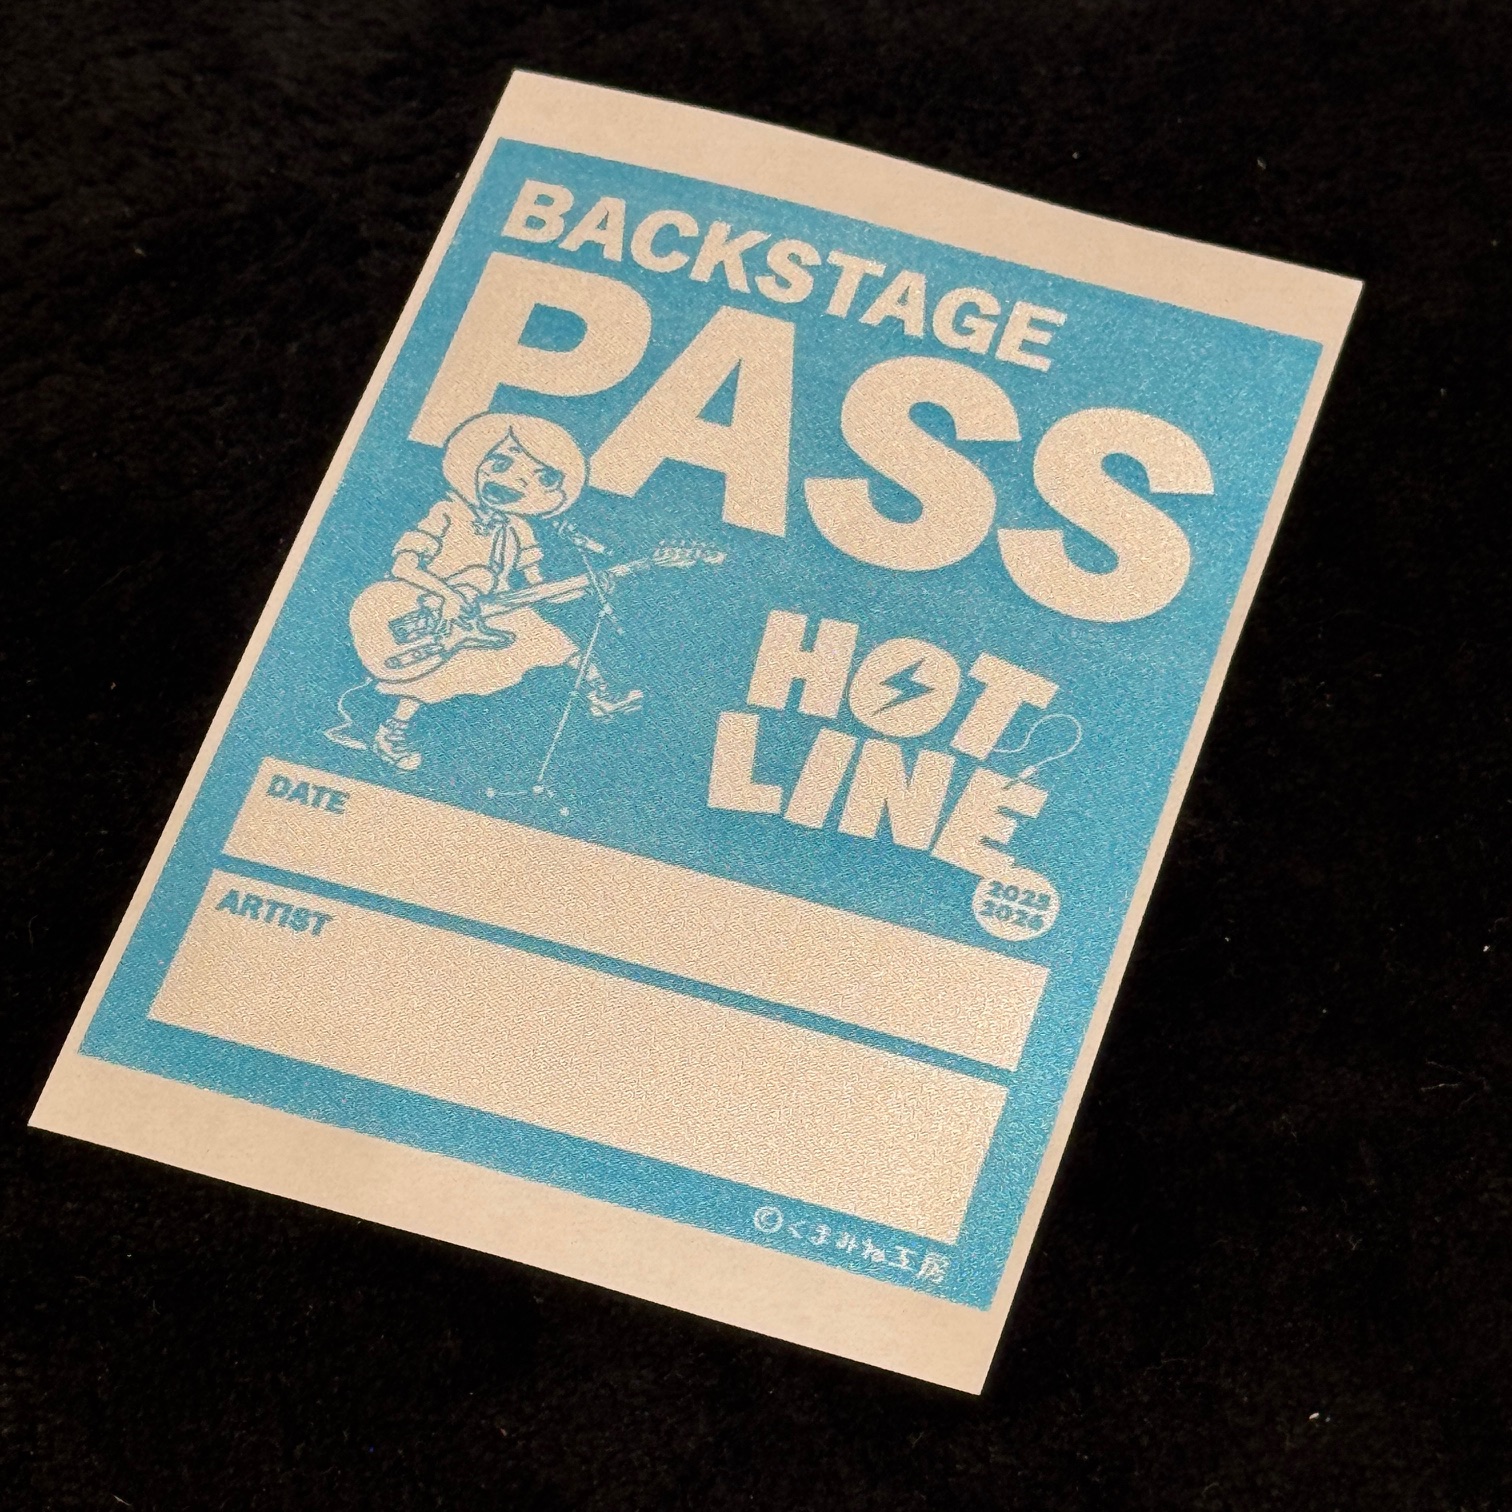 BACKSTAGE
PASS
HOT
LINE
2025
2026
DATE
ARTIST
©くまみね工房